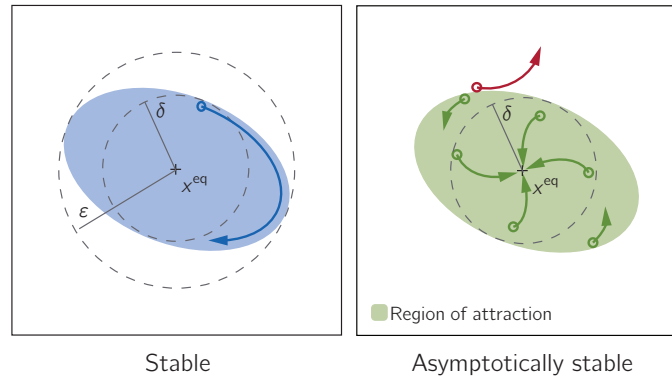 δ
x^eq
ε
δ
x^eq
Region of attraction
Stable
Asymptotically stable